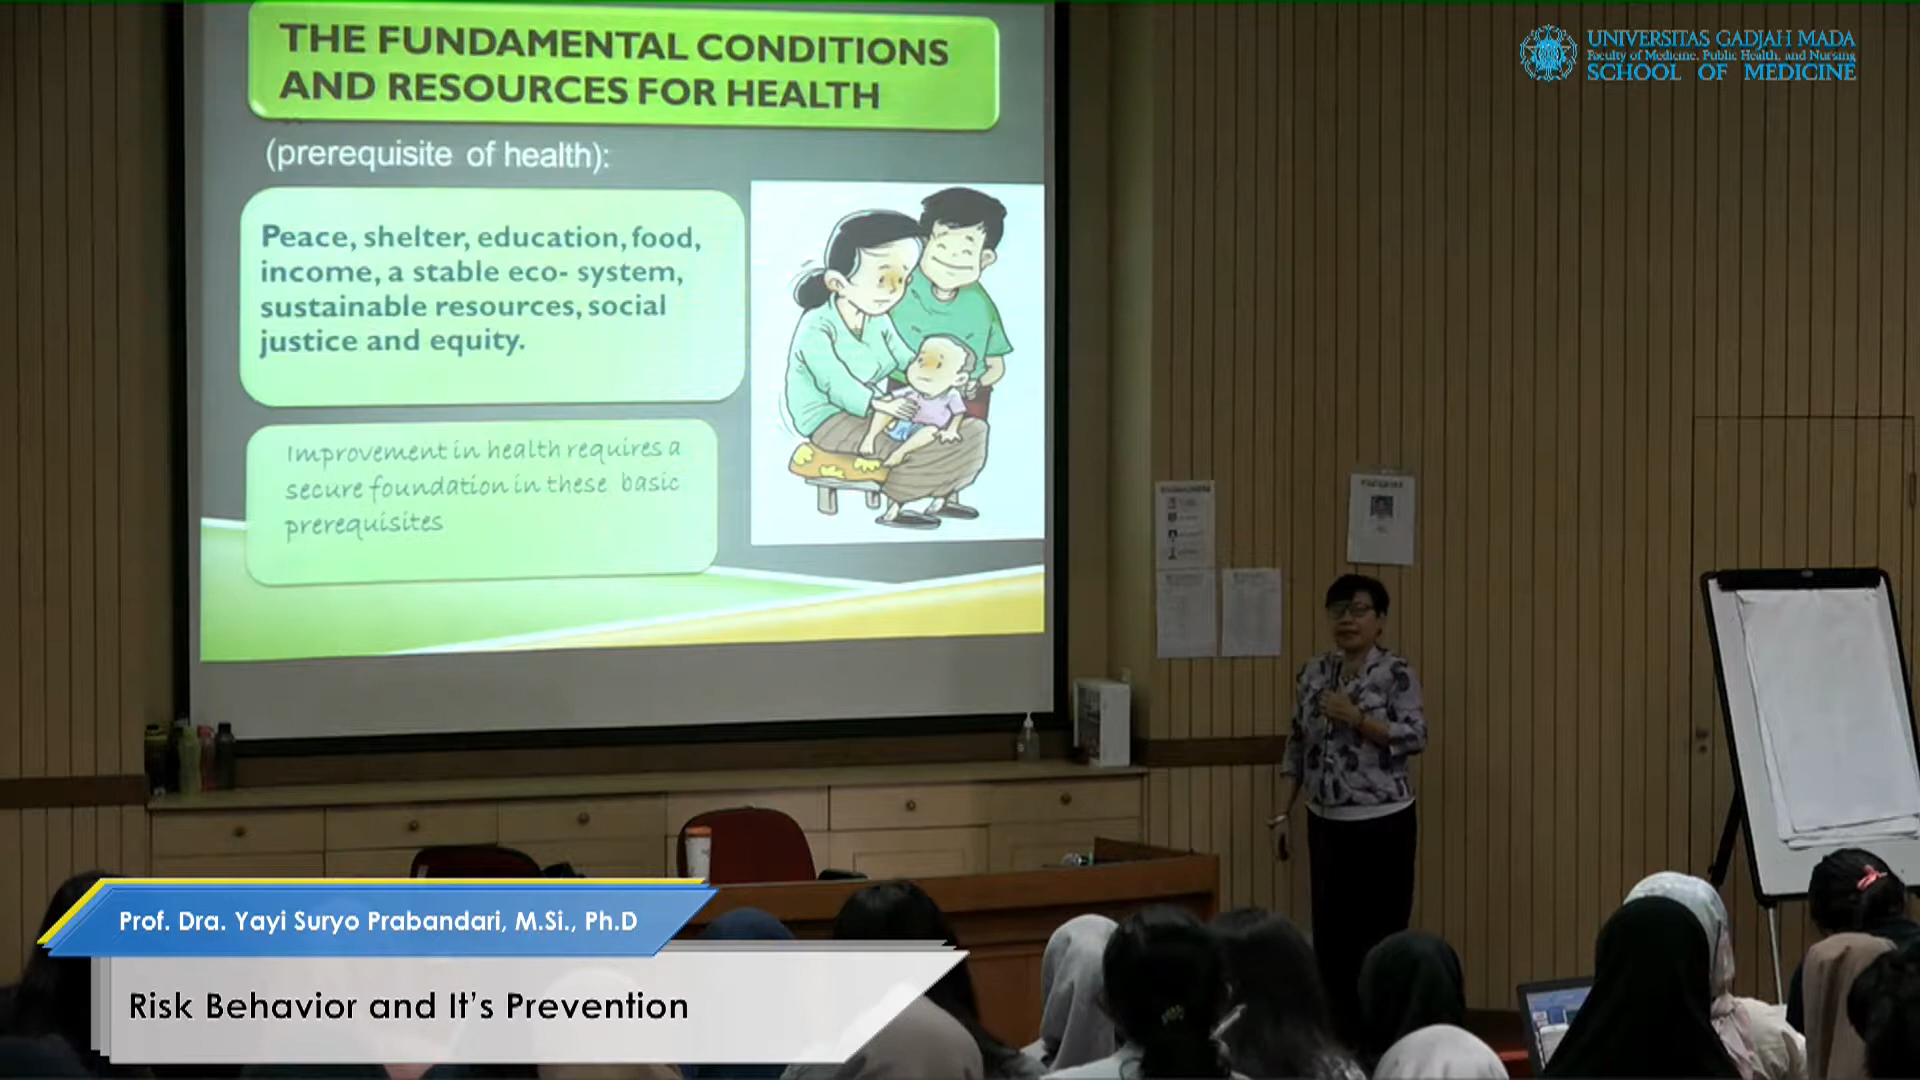 THE FUNDAMENTAL CONDITIONS
AND RESOURCES FOR HEALTH
(prerequisite of health):
Peace, shelter, education, food,
income, a stable eco- system,
sustainable resources, social
justice and equity.
Improvement in health requires a
secure foundation in these basic
prerequisites
UNIVERSITAS GADJAH MADA
Faculty of Medicine, Public Health, and Nursing
SCHOOL OF MEDICINE
Prof. Dra. Yayi Suryo Prabandari, M.Si., Ph.D
Risk Behavior and It's Prevention